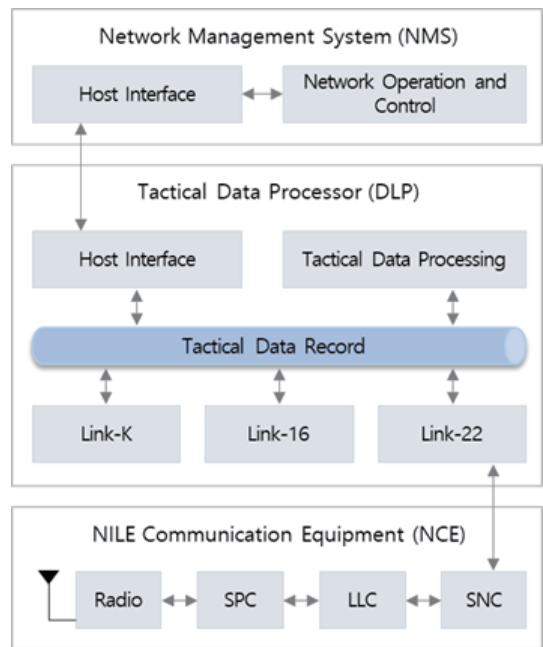 Network Management System (NMS)
Host Interface
Network Operation and
Control
Tactical Data Processor (DLP)
Host Interface
Tactical Data Processing
Tactical Data Record
Link-K
Link-16
Link-22
NILE Communication Equipment (NCE)
Radio
SPC
LLC
SNC